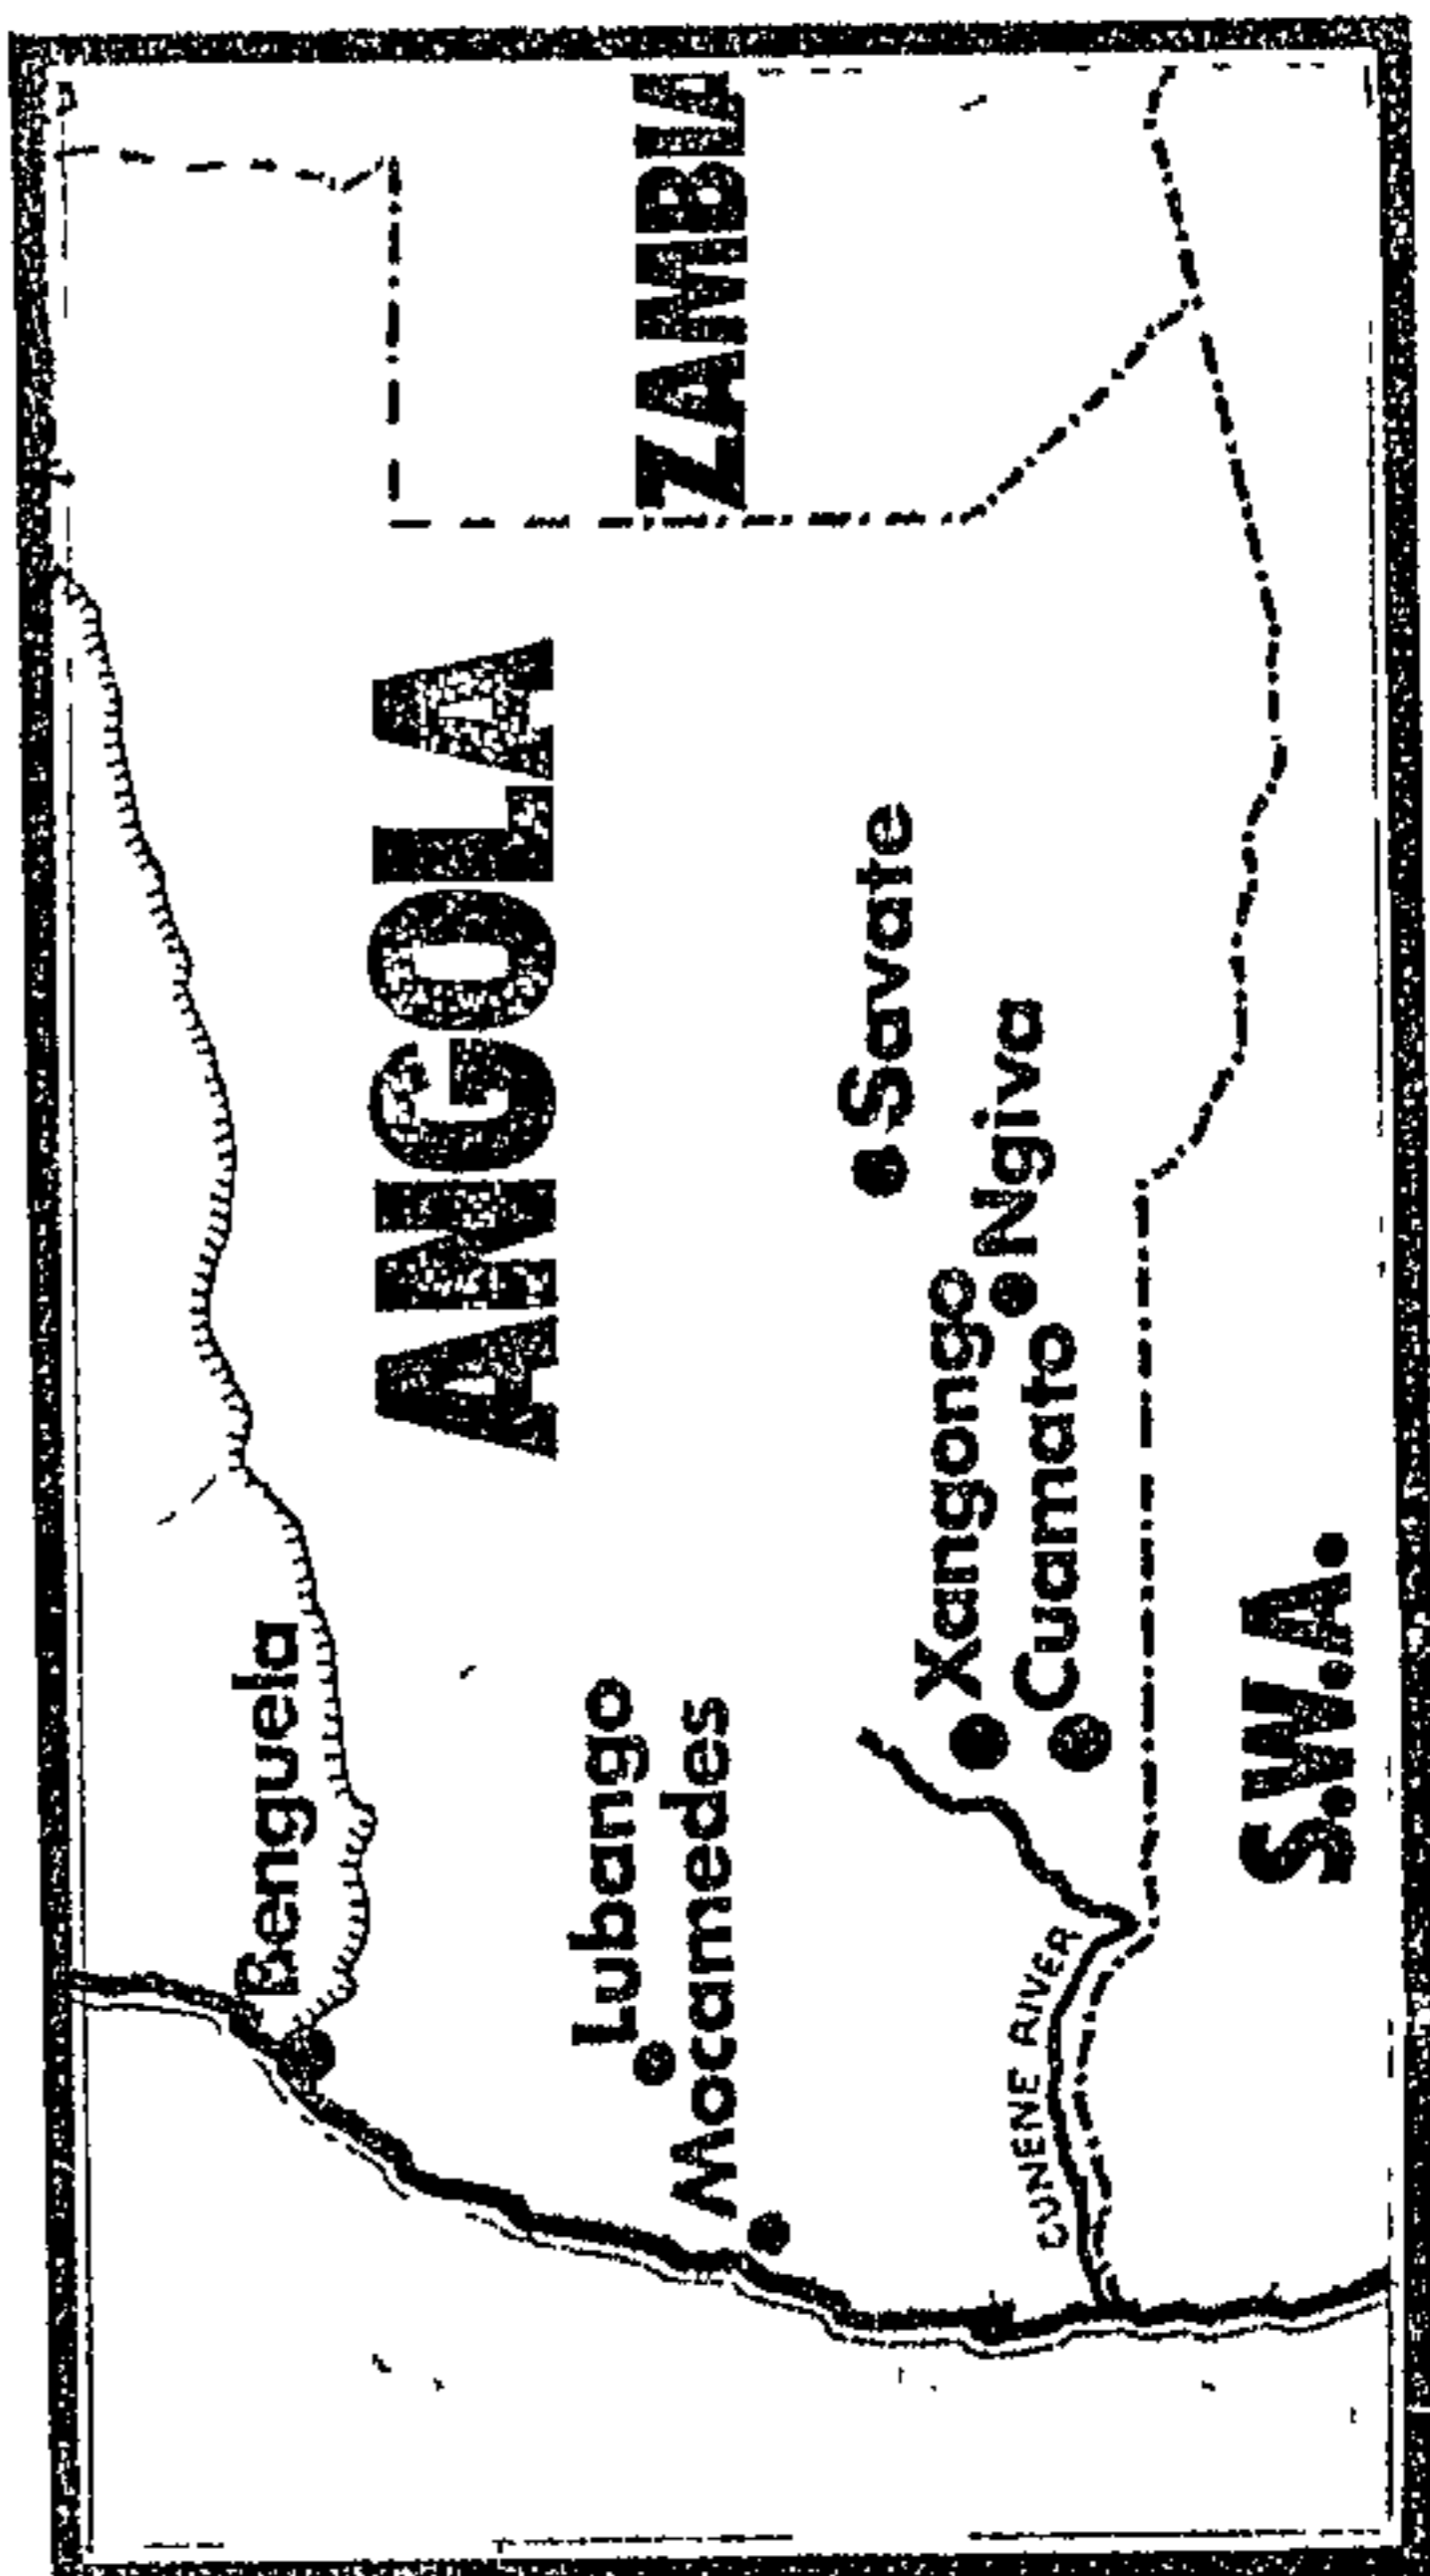 Benguela
ANGOLA
ZAMBIA
Lubango
Mocamedes
Savate
Xangongo
Ngiva
Cuamato
CUNENE RIVER
S.W.A.